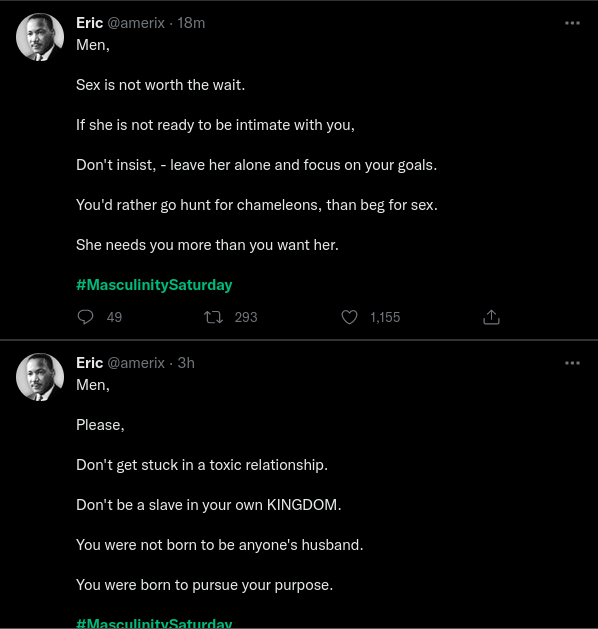 Eric @amerix · 18m
Men,
Sex is not worth the wait.
If she is not ready to be intimate with you,
Don't insist, - leave her alone and focus on your goals.
You'd rather go hunt for chameleons, than beg for sex.
She needs you more than you want her.
#MasculinitySaturday
49 293 1,155
Eric @amerix · 3h
Men,
Please,
Don't get stuck in a toxic relationship.
Don't be a slave in your own KINGDOM.
You were not born to be anyone's husband.
You were born to pursue your purpose.
#MasculinitySaturday